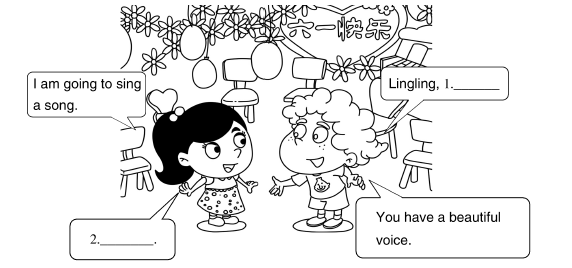 六一快乐
I am going to sing
a song.
Lingling, 1.______
2.________.
You have a beautiful
voice.